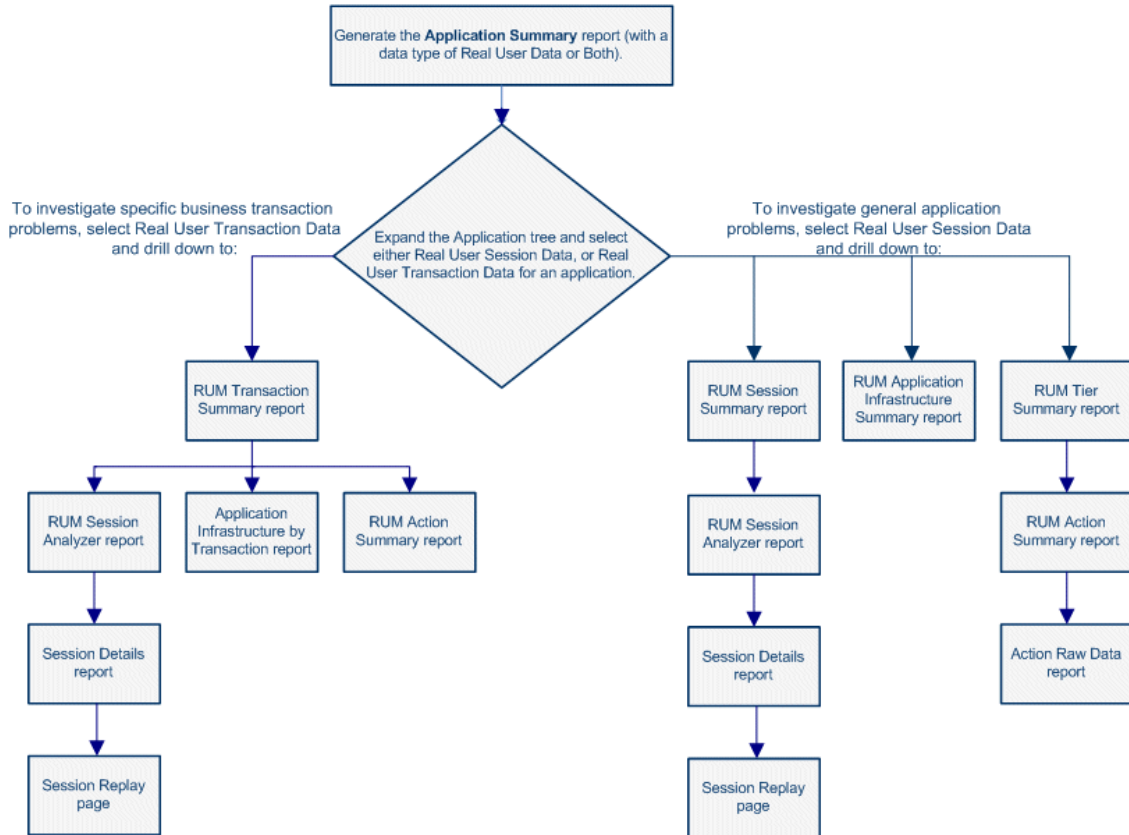 Generate the Application Summary report (with a
data type of Real User Data or Both).
To investigate specific business transaction
problems, select Real User Transaction Data
and drill down to:
Expand the Application tree and select
either Real User Session Data, or Real
User Transaction Data for an application.
To investigate general application
problems, select Real User Session Data
and drill down to:
RUM Transaction
Summary report
RUM Session
Summary report
RUM Application
Infrastructure
Summary report
RUM Tier
Summary report
RUM Session
Analyzer report
Application
Infrastructure by
Transaction report
RUM Action
Summary report
RUM Session
Analyzer report
RUM Action
Summary report
Session Details
report
Session Details
report
Action Raw Data
report
Session Replay
page
Session Replay
page